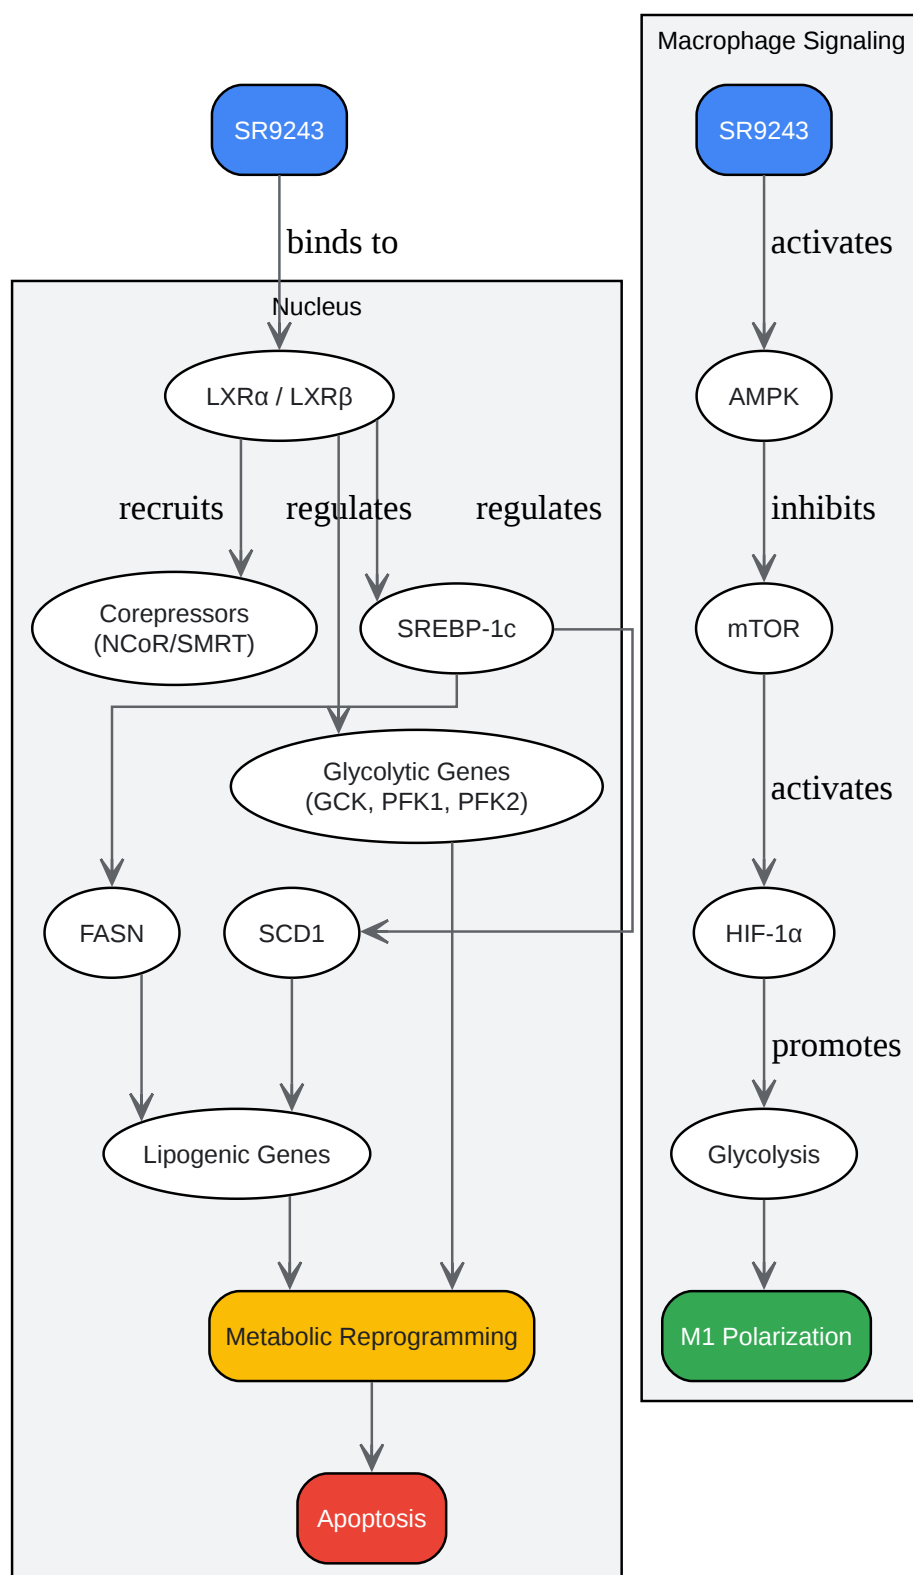 Macrophage Signaling
SR9243
SR9243
binds to
activates
Nucleus
LXRα / LXRβ
AMPK
recruits
regulates
regulates
inhibits
Corepressors
(NCoR/SMRT)
SREBP-1c
mTOR
Glycolytic Genes
(GCK, PFK1, PFK2)
activates
FASN
SCD1
HIF-1α
promotes
Lipogenic Genes
Glycolysis
Metabolic Reprogramming
M1 Polarization
Apoptosis